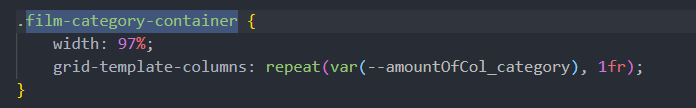 .film-category-container {
    width: 97%;
    grid-template-columns: repeat(var(--amountOfCol_category), 1fr);
}